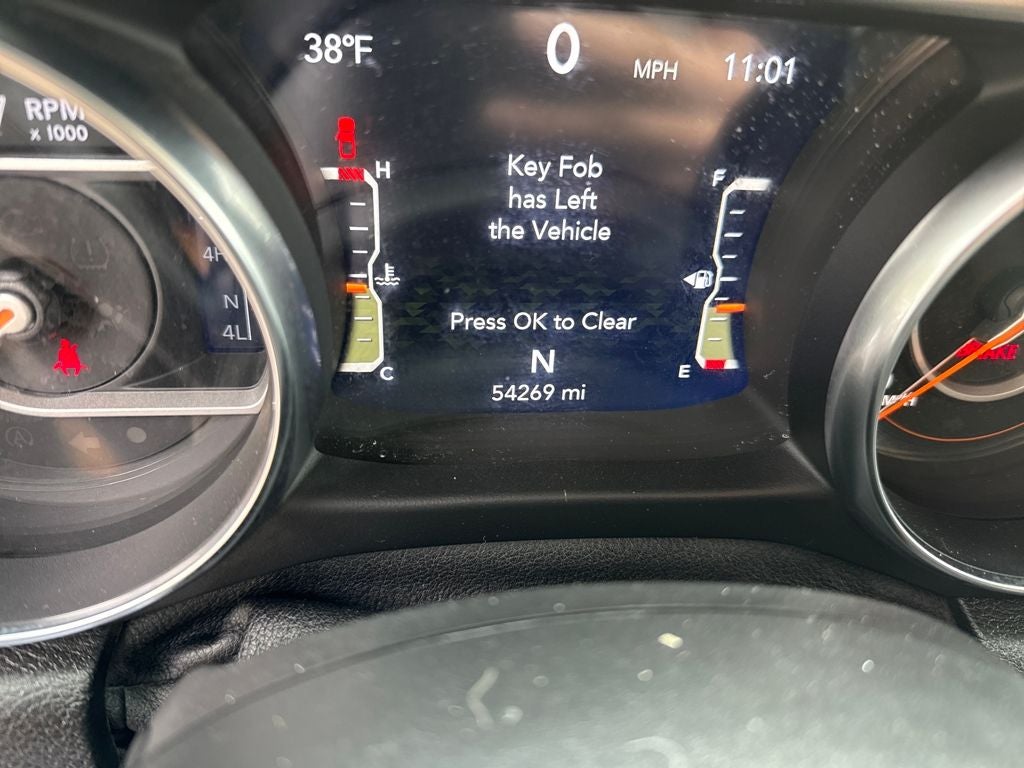 38°F
0
MPH
11:01
RPM
x 1000
H
F
Key Fob
has Left
the Vehicle
N
4L
Press OK to Clear
C
E
N
54269 mi
MPH